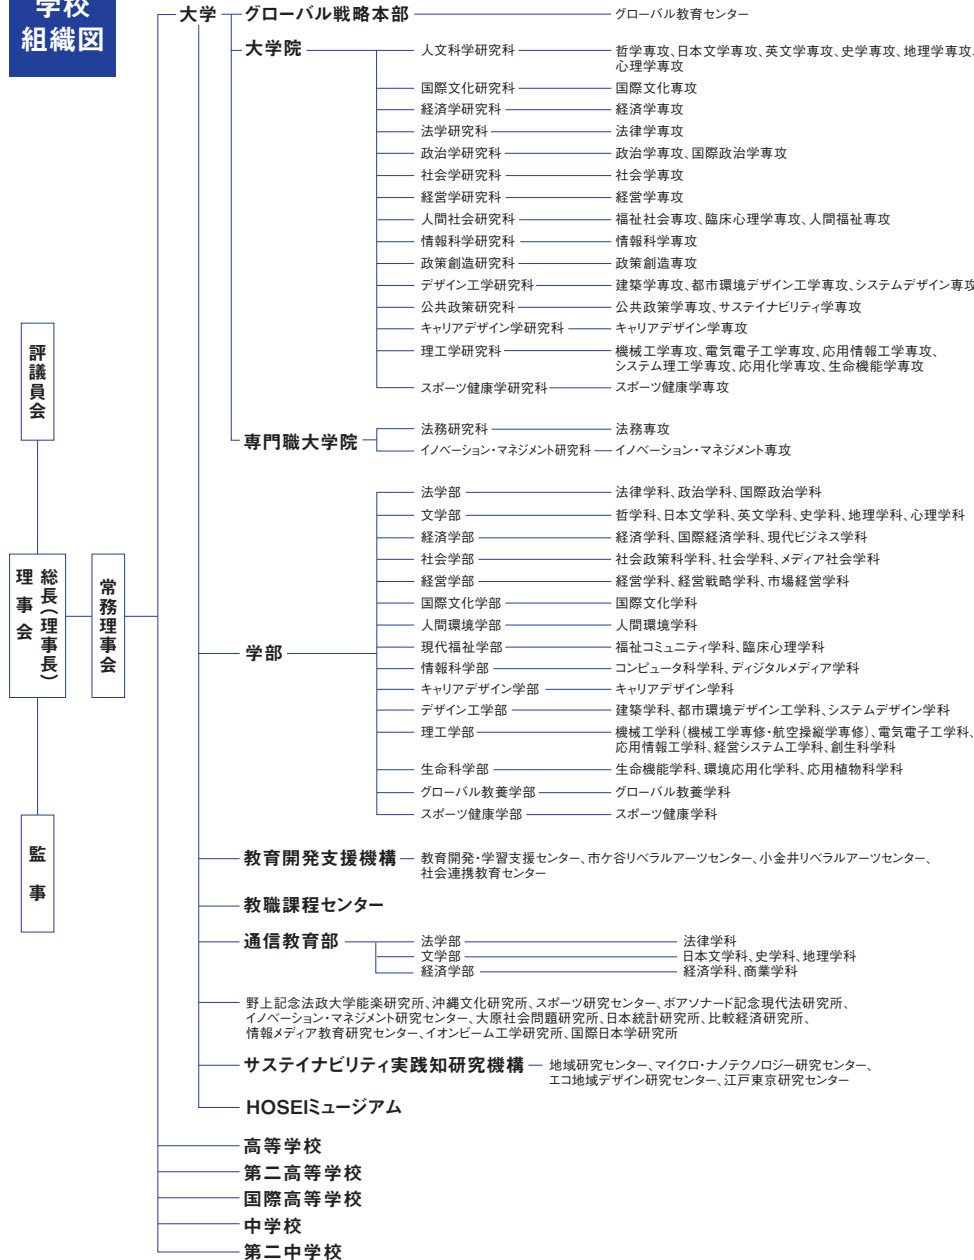 学校
組織図
評議員会
理事会
総長(理事長)
常務理事会
監事
大学
グローバル戦略本部
グローバル教育センター
大学院
人文科学研究科
哲学専攻、日本文学専攻、英文学専攻、史学専攻、地理学専攻、
心理学専攻
国際文化研究科
国際文化専攻
経済学研究科
経済学専攻
法学研究科
法律学専攻
政治学研究科
政治学専攻、国際政治学専攻
社会学研究科
社会学専攻
経営学研究科
経営学専攻
人間社会研究科
福祉社会専攻、臨床心理学専攻、人間福祉専攻
情報科学研究科
情報科学専攻
政策創造研究科
政策創造専攻
デザイン工学研究科
建築学専攻、都市環境デザイン工学専攻、システムデザイン専攻
公共政策研究科
公共政策学専攻、サステイナビリティ学専攻
キャリアデザイン学研究科
キャリアデザイン学専攻
理工学研究科
機械工学専攻、電気電子工学専攻、応用情報工学専攻、
システム理工学専攻、応用化学専攻、生命機能学専攻
スポーツ健康学研究科
スポーツ健康学専攻
専門職大学院
法務研究科
法務専攻
イノベーション・マネジメント研究科
イノベーション・マネジメント専攻
学部
法学部
法律学科、政治学科、国際政治学科
文学部
哲学科、日本文学科、英文学科、史学科、地理学科、心理学科
経済学部
経済学科、国際経済学科、現代ビジネス学科
社会学部
社会政策科学科、社会学科、メディア社会学科
経営学部
経営学科、経営戦略学科、市場経営学科
国際文化学部
国際文化学科
人間環境学部
人間環境学科
現代福祉学部
福祉コミュニティ学科、臨床心理学科
情報科学部
コンピュータ科学科、ディジタルメディア学科
キャリアデザイン学部
キャリアデザイン学科
デザイン工学部
建築学科、都市環境デザイン工学科、システムデザイン学科
理工学部
機械工学科(機械工学専修・航空操縦学専修)、電気電子工学科、
応用情報工学科、経営システム工学科、創生科学科
生命科学部
生命機能学科、環境応用化学科、応用植物科学科
グローバル教養学部
グローバル教養学科
スポーツ健康学部
スポーツ健康学科
教育開発支援機構
教育開発・学習支援センター、市ケ谷リベラルアーツセンター、小金井リベラルアーツセンター、
社会連携教育センター
教職課程センター
通信教育部
法学部
法律学科
文学部
日本文学科、史学科、地理学科
経済学部
経済学科、商業学科
野上記念法政大学能楽研究所、沖縄文化研究所、スポーツ研究センター、ボアソナード記念現代法研究所、
イノベーション・マネジメント研究センター、大原社会問題研究所、日本統計研究所、比較経済研究所、
情報メディア教育研究センター、イオンビーム工学研究所、国際日本学研究所
サステイナビリティ実践知研究機構
地域研究センター、マイクロ・ナノテクノロジー研究センター、
エコ地域デザイン研究センター、江戸東京研究センター
HOSEIミュージアム
高等学校
第二高等学校
国際高等学校
中学校
第二中学校